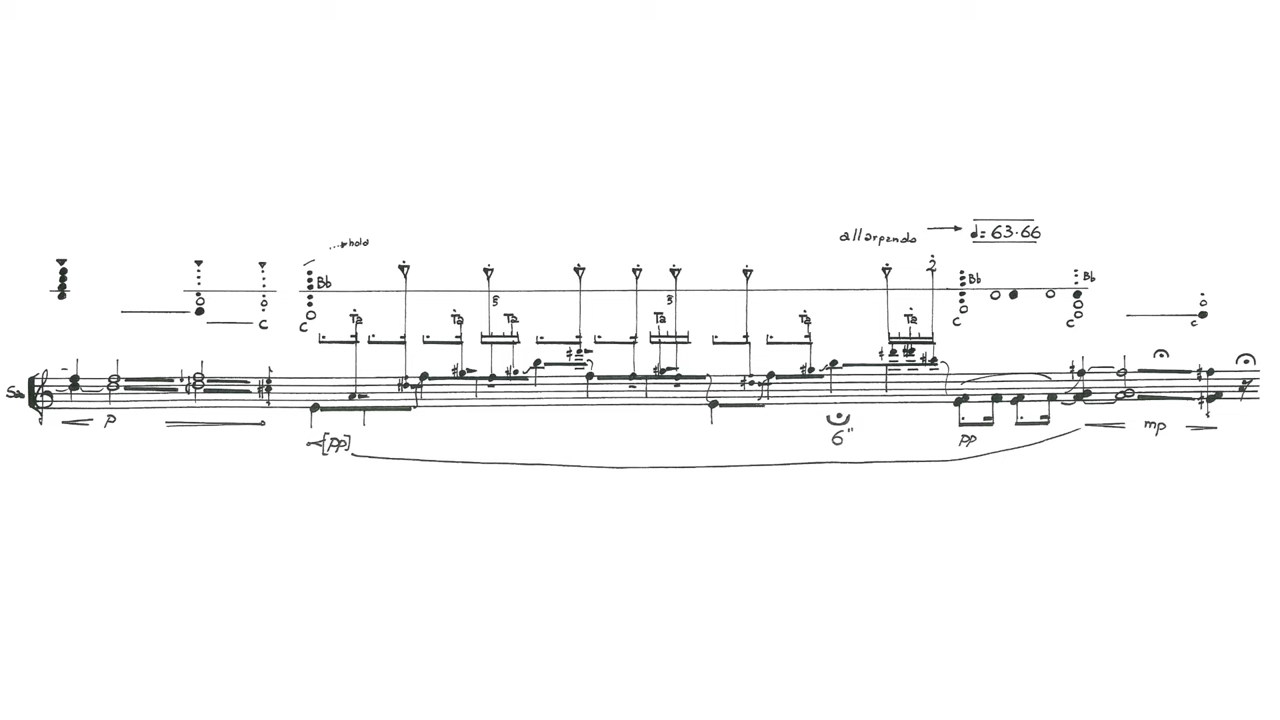 ...hold
allargando
♩= 63·66
Bb
Bb
Bb
C
C
C
C
c
5
3
Ta
Ta
Ta
Ta
Ta
Ta
2
p
[pp]
6"
pp
mp